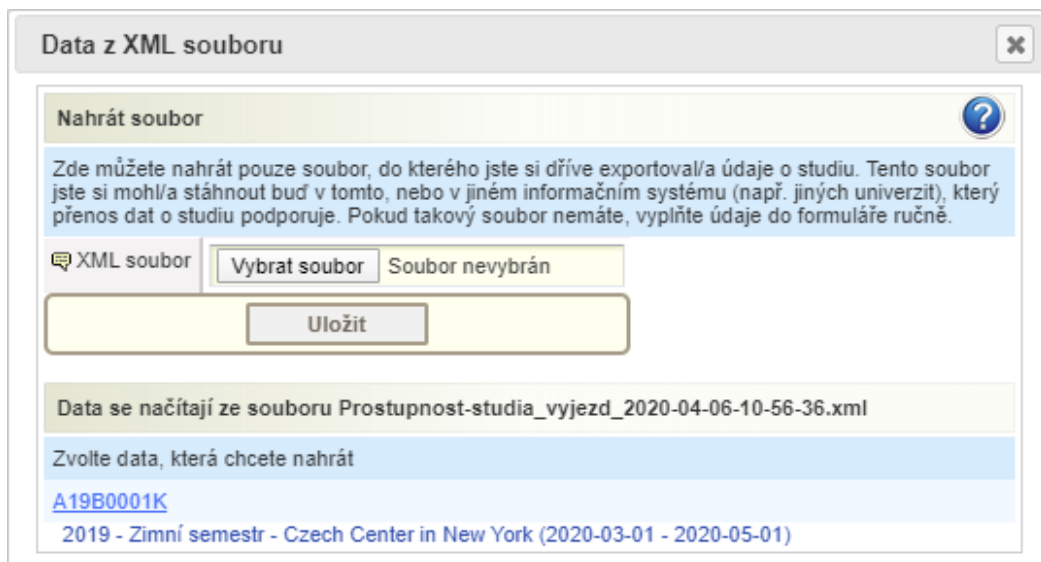 Data z XML souboru
Nahrát soubor
Zde můžete nahrát pouze soubor, do kterého jste si dříve exportoval/a údaje o studiu. Tento soubor
jste si mohl/a stáhnout buď v tomto, nebo v jiném informačním systému (např. jiných univerzit), který
přenos dat o studiu podporuje. Pokud takový soubor nemáte, vyplňte údaje do formuláře ručně.
XML soubor Vybrat soubor Soubor nevybrán
Uložit
Data se načítají ze souboru Prostupnost-studia_vyjezd_2020-04-06-10-56-36.xml
Zvolte data, která chcete nahrát
A19B0001K
2019 - Zimní semestr - Czech Center in New York (2020-03-01 - 2020-05-01)